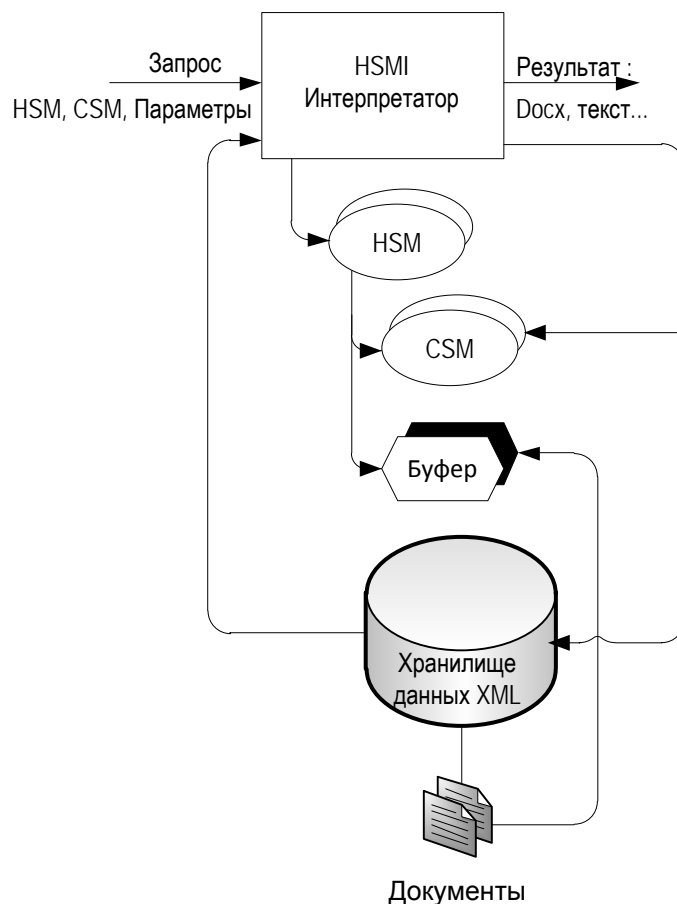 Запрос
HSM, CSM, Параметры
HSMI
Интерпретатор
Результат :
Docx, текст...
HSM
CSM
Буфер
Хранилище
данных XML
Документы